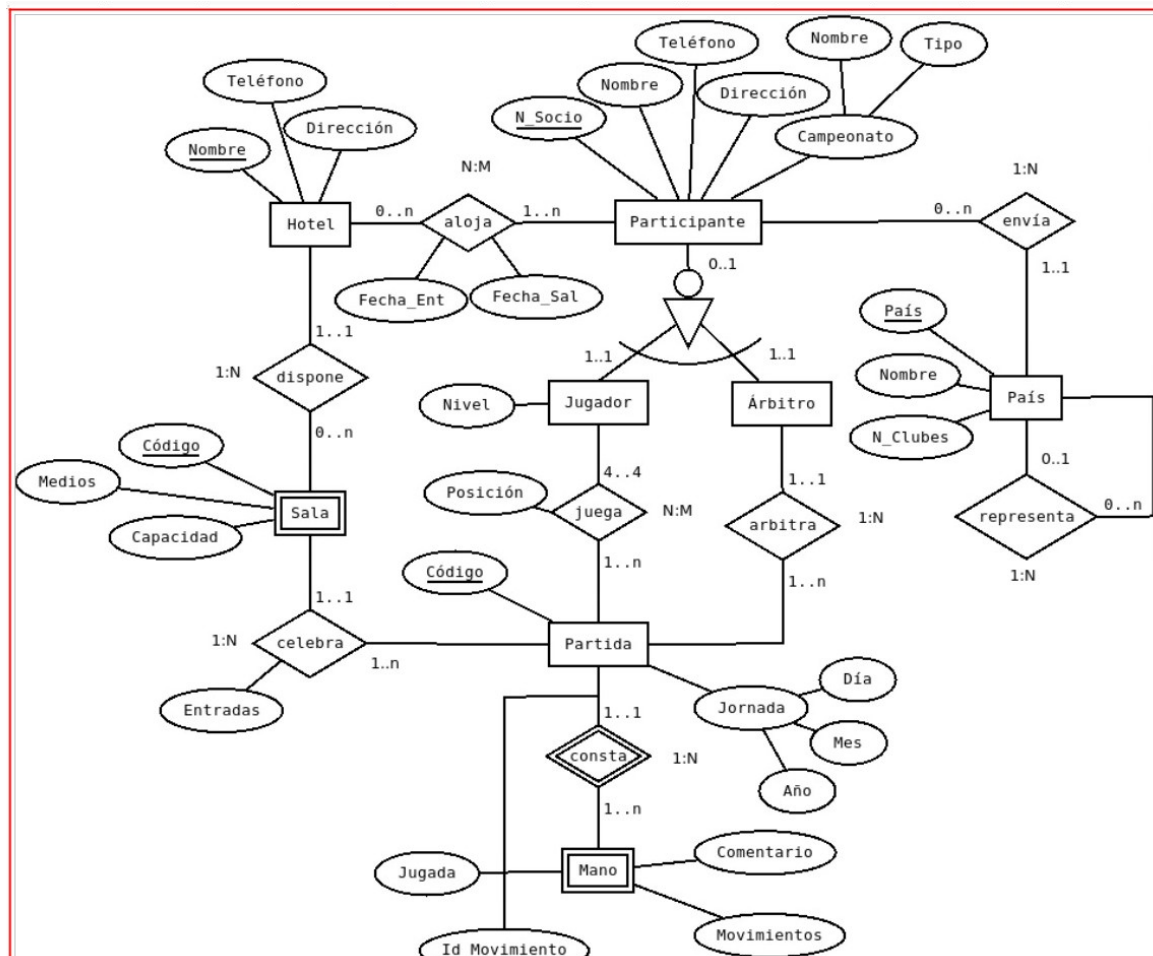 Nombre
Tipo
Teléfono
Teléfono
Nombre
Dirección
N_Socio
Dirección
Campeonato
Nombre
N:M
1:N
0..n
1..n
0..n
Hotel
aloja
Participante
envía
0..1
1..1
Fecha_Ent
Fecha_Sal
País
1..1
1..1
1..1
1:N
dispone
Nombre
Nivel
Jugador
Árbitro
País
0..n
N_Clubes
Código
0..1
4..4
1..1
Medios
Posición
0..n
Sala
juega
N:M
arbitra
1:N
representa
Capacidad
1..n
Código
1:N
1..n
1..1
1:N
celebra
Partida
1..n
Día
Entradas
Jornada
1..1
Mes
consta
1:N
Año
1..n
Comentario
Jugada
Mano
Movimientos
Id Movimiento